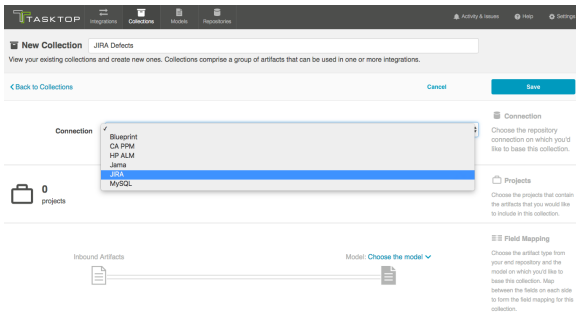 TASKTOP
Integrations
Collections
Models
Repositories
Activity & Issues
Help
Settings
New Collection
JIRA Defects
View your existing collections and create new ones. Collections comprise a group of artifacts that can be used in one or more integrations.
Back to Collections
Cancel
Save
Connection
Blueprint
CA PPM
HP ALM
Jama
JIRA
MySQL
Connection
Choose the repository
connection on which you'd
like to base this collection.
0
projects
Projects
Choose the projects that contain
the artifacts that you would like
to include in this collection.
Inbound Artifacts
Model: Choose the model
Field Mapping
Choose the artifact type from
your end repository and the
model on which you'd like to
base this collection. Map
between the fields on each side
to form the field mapping for this
collection.